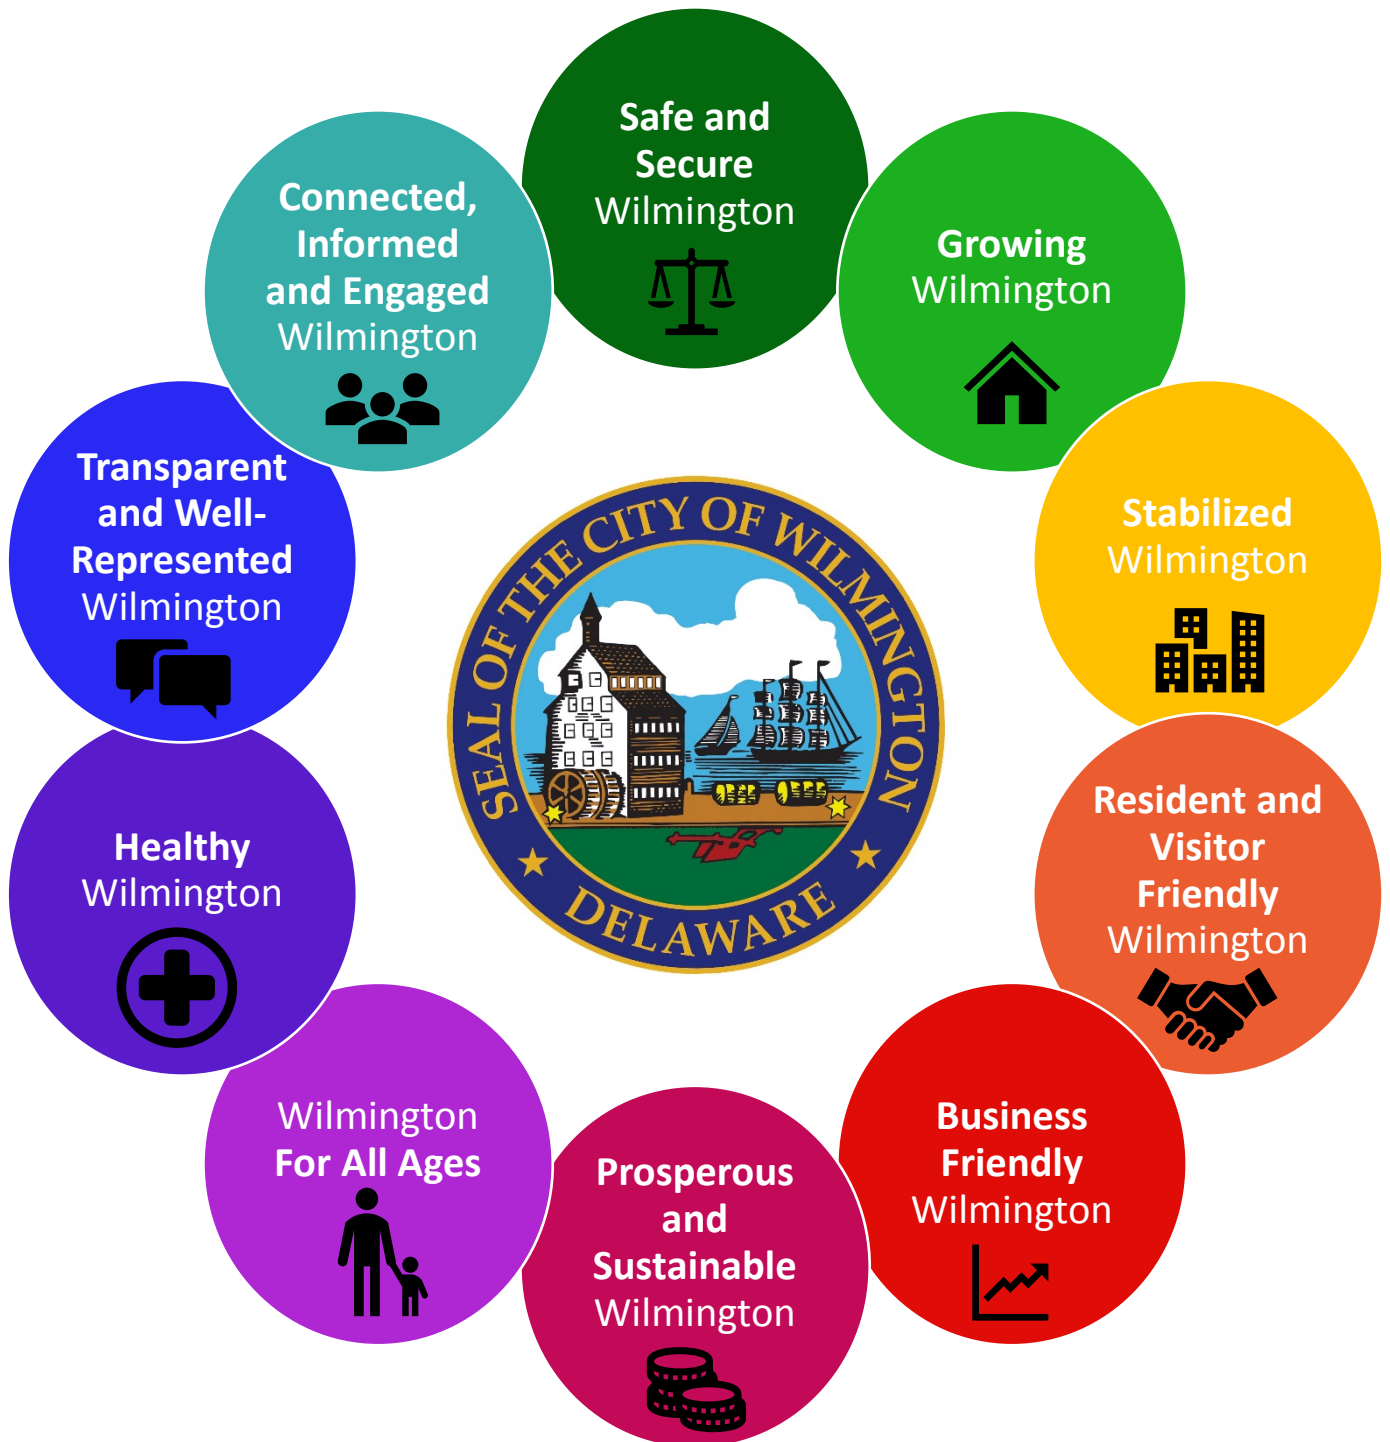 Safe and
Secure
Wilmington
Growing
Wilmington
Stabilized
Wilmington
Resident and
Visitor
Friendly
Wilmington
Business
Friendly
Wilmington
Prosperous
and
Sustainable
Wilmington
Wilmington
For All Ages
Healthy
Wilmington
Transparent
and Well-
Represented
Wilmington
Connected,
Informed
and Engaged
Wilmington
SEAL OF THE CITY OF WILMINGTON
DELAWARE